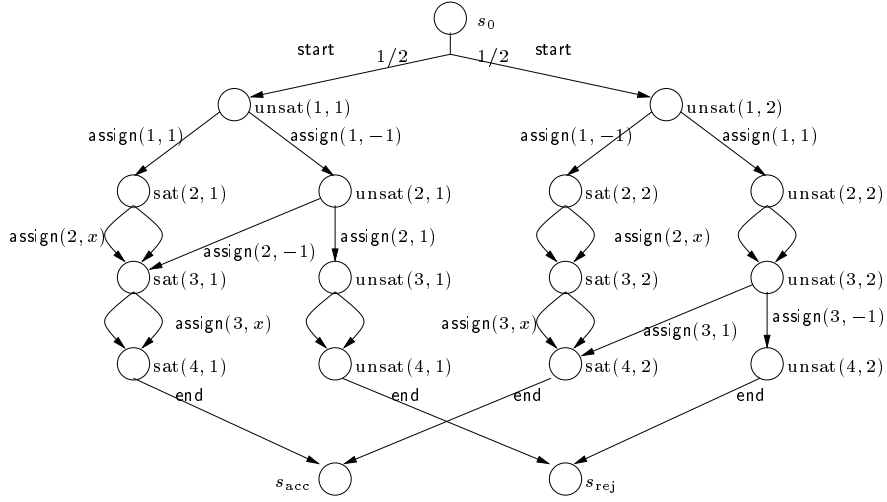 s₀
start 1/2 1/2 start
unsat(1, 1) unsat(1, 2)
assign(1, 1) assign(1, −1) assign(1, −1) assign(1, 1)
sat(2, 1) unsat(2, 1) sat(2, 2) unsat(2, 2)
assign(2, x) assign(2, −1) assign(2, 1) assign(2, x)
sat(3, 1) unsat(3, 1) sat(3, 2) unsat(3, 2)
assign(3, x) assign(3, x) assign(3, 1) assign(3, −1)
sat(4, 1) unsat(4, 1) sat(4, 2) unsat(4, 2)
end end end end
s_acc s_rej